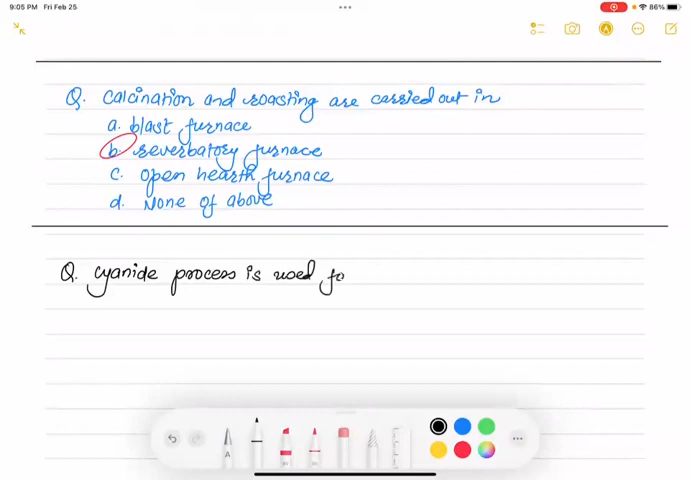 9:05 PM Fri Feb 25
86%
Q. Calcination and roasting are carried out in
a. blast furnace
b. reverbatory furnace
c. open hearth furnace
d. None of above
Q. Cyanide process is used fo
A